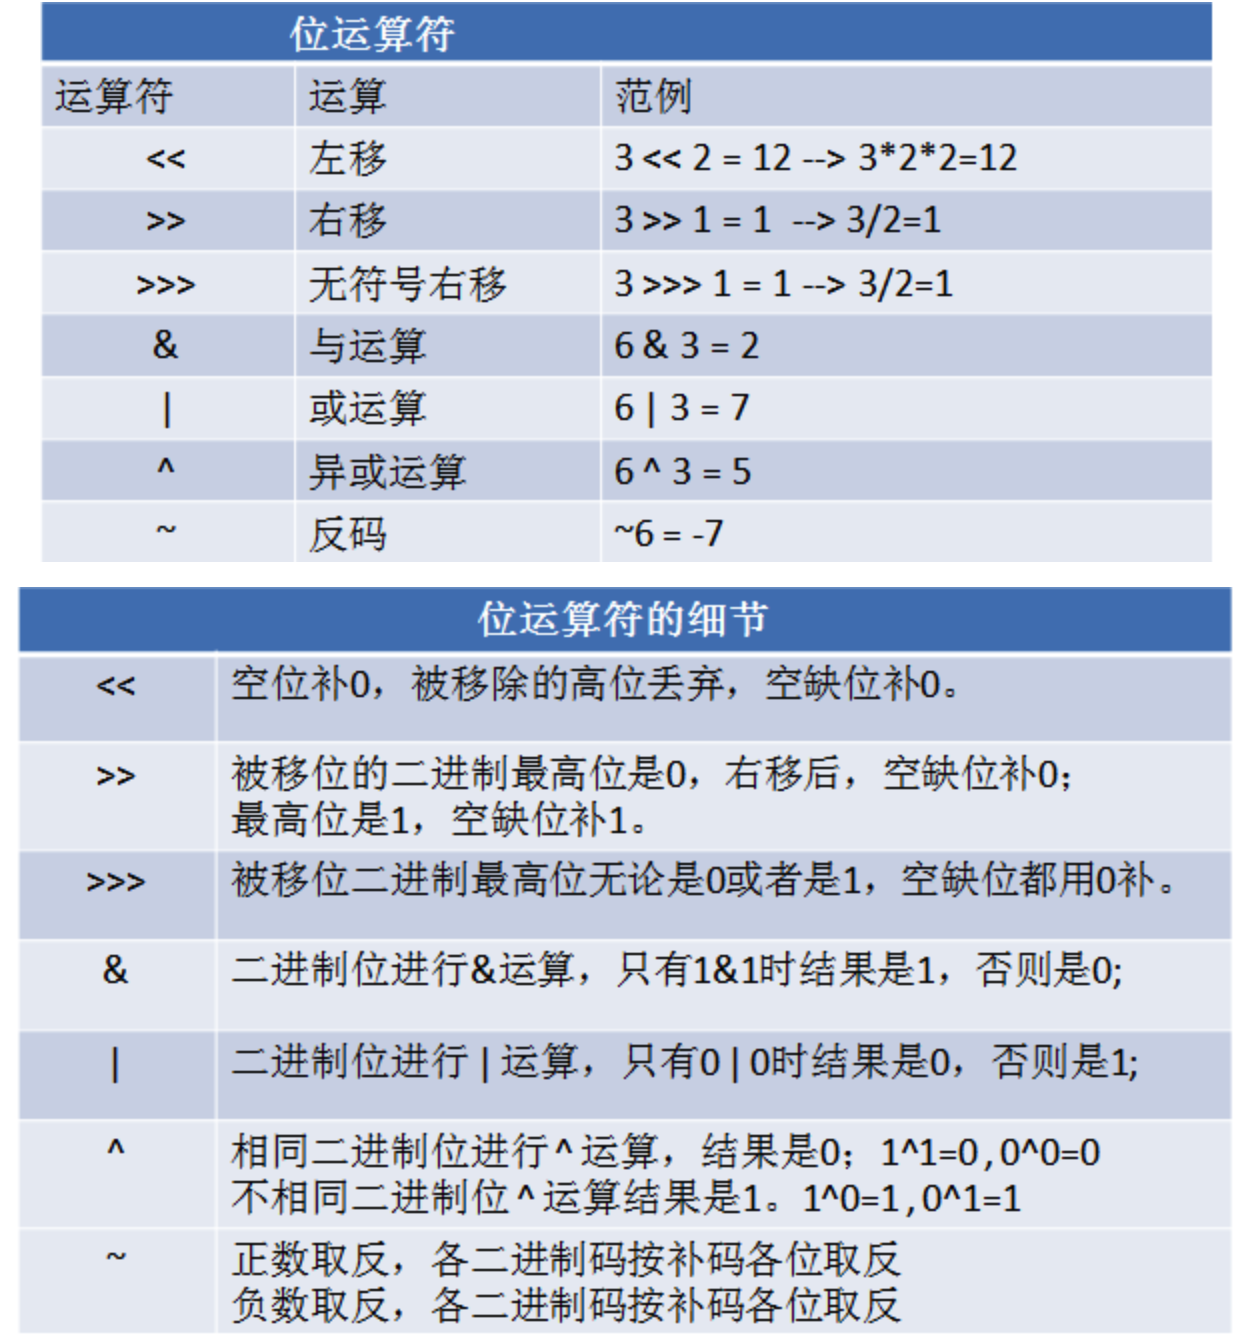 位运算符
运算符 运算 范例
<< 左移 3 << 2 = 12 --> 3*2*2=12
>> 右移 3 >> 1 = 1 --> 3/2=1
>>> 无符号右移 3 >>> 1 = 1 --> 3/2=1
& 与运算 6 & 3 = 2
| 或运算 6 | 3 = 7
^ 异或运算 6 ^ 3 = 5
~ 反码 ~6 = -7
位运算符的细节
<< 空位补0，被移除的高位丢弃，空缺位补0。
>> 被移位的二进制最高位是0，右移后，空缺位补0；
最高位是1，空缺位补1。
>>> 被移位二进制最高位无论是0或者是1，空缺位都用0补。
& 二进制位进行&运算，只有1&1时结果是1，否则是0;
| 二进制位进行 | 运算，只有0 | 0时结果是0，否则是1;
^ 相同二进制位进行 ^ 运算，结果是0；1^1=0 , 0^0=0
不相同二进制位 ^ 运算结果是1。1^0=1 , 0^1=1
~ 正数取反，各二进制码按补码各位取反
负数取反，各二进制码按补码各位取反